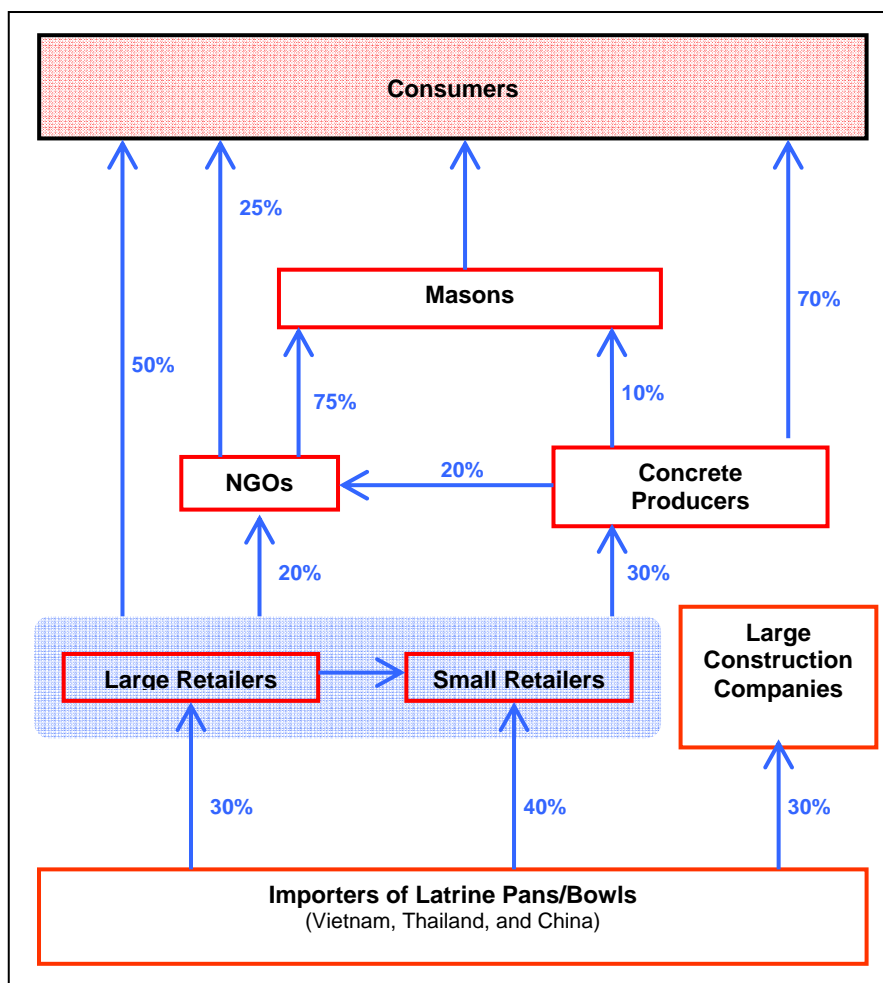 Consumers
25%
Masons
70%
50%
75%
10%
20%
NGOs
Concrete
Producers
20%
30%
Large
Construction
Companies
Large Retailers
Small Retailers
30%
40%
30%
Importers of Latrine Pans/Bowls
(Vietnam, Thailand, and China)